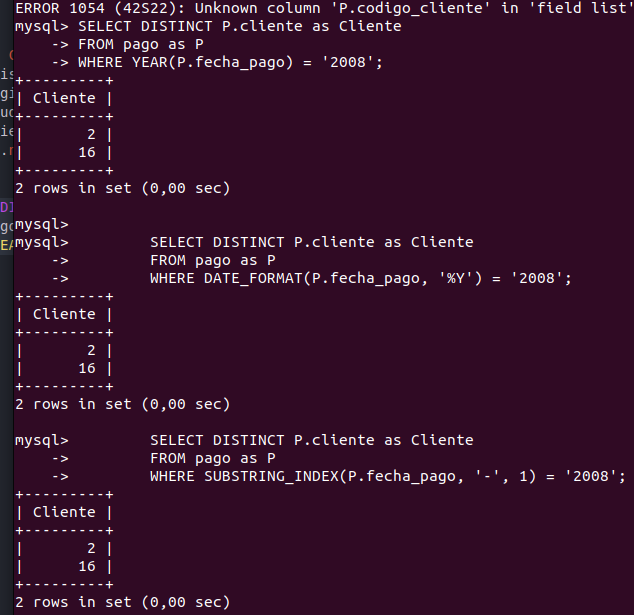 ERROR 1054 (42S22): Unknown column 'P.codigo_cliente' in 'field list'
mysql> SELECT DISTINCT P.cliente as Cliente
    -> FROM pago as P
    -> WHERE YEAR(P.fecha_pago) = '2008';
+---------+
| Cliente |
+---------+
|       2 |
|      16 |
+---------+
2 rows in set (0,00 sec)

mysql>
mysql>         SELECT DISTINCT P.cliente as Cliente
    ->         FROM pago as P
    ->         WHERE DATE_FORMAT(P.fecha_pago, '%Y') = '2008';
+---------+
| Cliente |
+---------+
|       2 |
|      16 |
+---------+
2 rows in set (0,00 sec)

mysql>         SELECT DISTINCT P.cliente as Cliente
    ->         FROM pago as P
    ->         WHERE SUBSTRING_INDEX(P.fecha_pago, '-', 1) = '2008';
+---------+
| Cliente |
+---------+
|       2 |
|      16 |
+---------+
2 rows in set (0,00 sec)